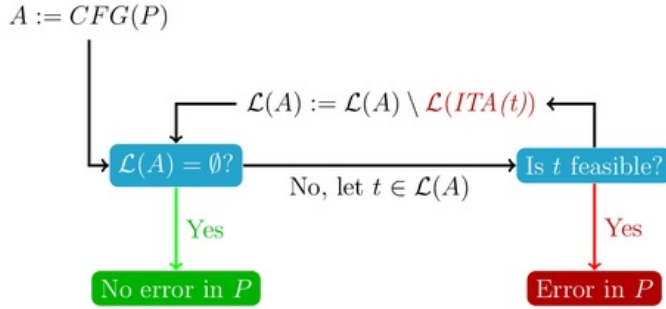 A := CFG(P)
ℒ(A) := ℒ(A) \ ℒ(ITA(t))
ℒ(A) = ∅?
No, let t ∈ ℒ(A)
Is t feasible?
Yes
Yes
No error in P
Error in P